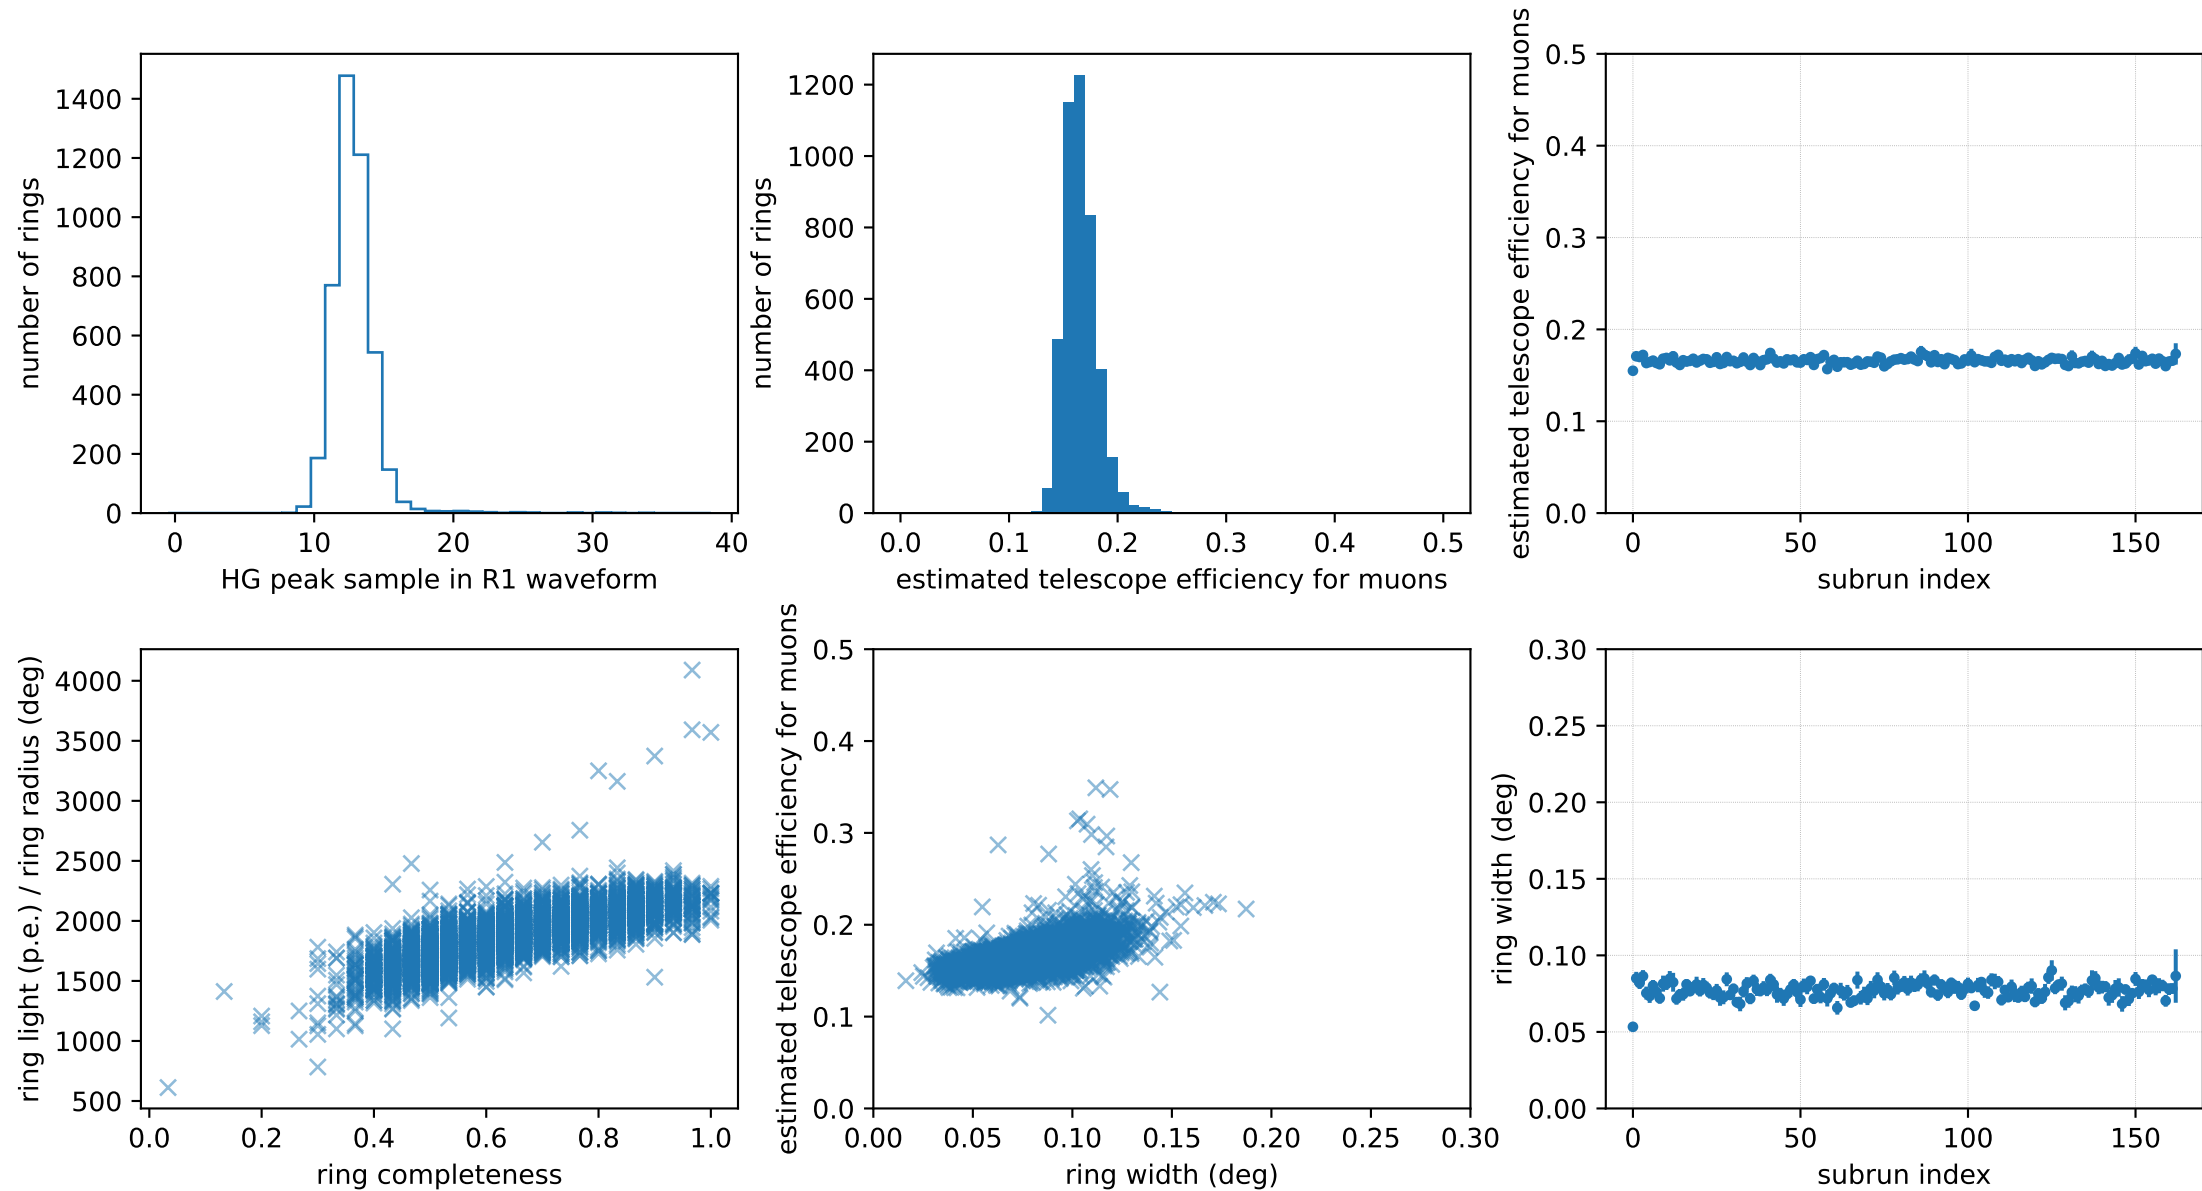 number of rings
1400
1200
1000
800
600
400
200
0
0 10 20 30 40
HG peak sample in R1 waveform
number of rings
1200
1000
800
600
400
200
0
0.0 0.1 0.2 0.3 0.4 0.5
estimated telescope efficiency for muons
estimated telescope efficiency for muons
0.5
0.4
0.3
0.2
0.1
0.0
0 50 100 150
subrun index
ring light (p.e.) / ring radius (deg)
4000
3500
3000
2500
2000
1500
1000
500
0.0 0.2 0.4 0.6 0.8 1.0
ring completeness
estimated telescope efficiency for muons
0.5
0.4
0.3
0.2
0.1
0.0
0.00 0.05 0.10 0.15 0.20 0.25 0.30
ring width (deg)
ring width (deg)
0.30
0.25
0.20
0.15
0.10
0.05
0.00
0 50 100 150
subrun index